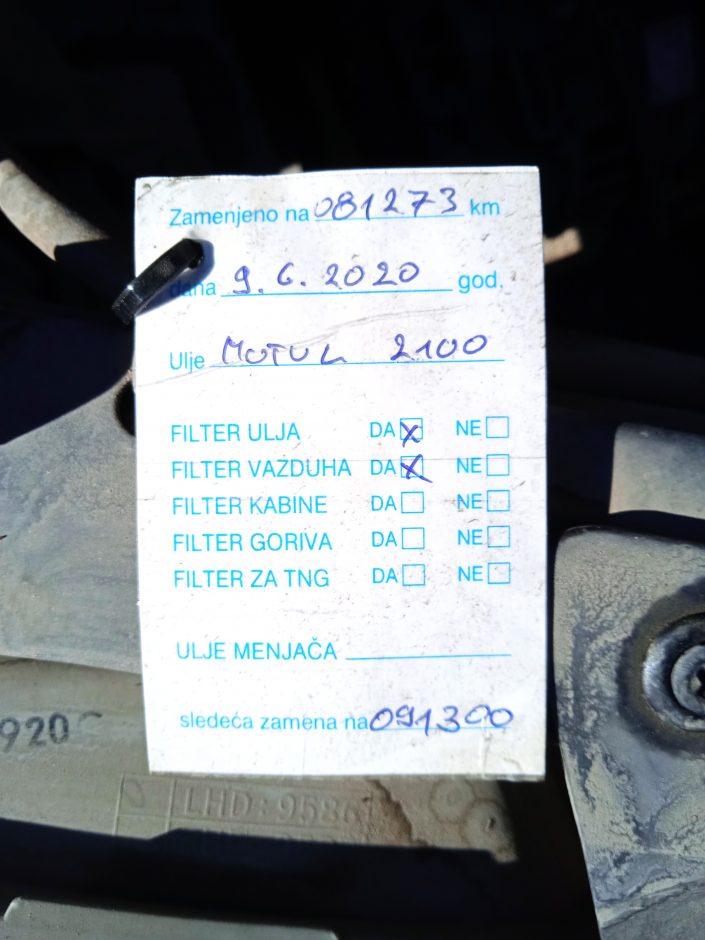 Zamenjeno na 081273 km
dana 9.6.2020 god.
Ulje MOTUL 2100
FILTER ULJA DA X NE
FILTER VAZDUHA DA X NE
FILTER KABINE DA NE
FILTER GORIVA DA NE
FILTER ZA TNG DA NE
ULJE MENJAČA
sledeća zamena na 091300
920
LHD: 9586